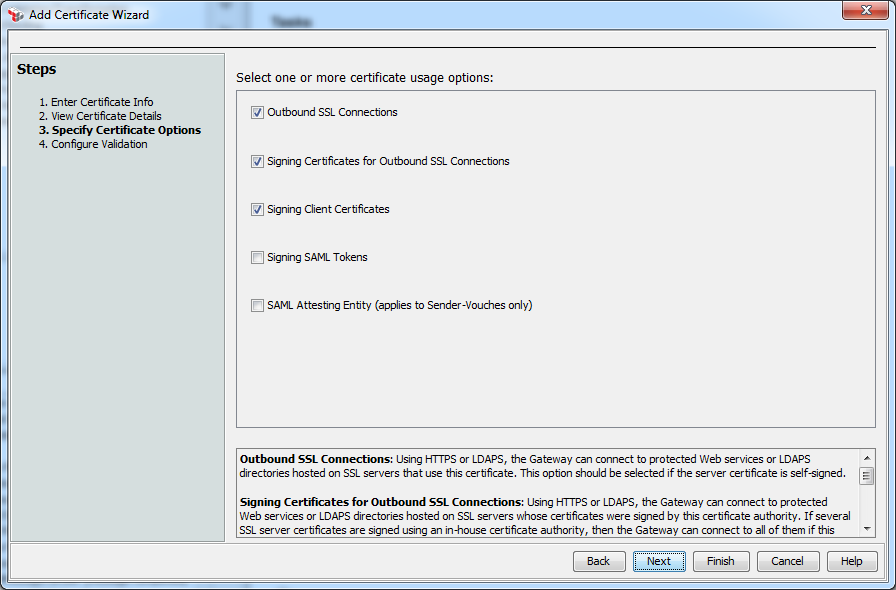 Add Certificate Wizard
Tasks
Steps
1. Enter Certificate Info
2. View Certificate Details
3. Specify Certificate Options
4. Configure Validation
Select one or more certificate usage options:
Outbound SSL Connections
Signing Certificates for Outbound SSL Connections
Signing Client Certificates
Signing SAML Tokens
SAML Attesting Entity (applies to Sender-Vouches only)
Outbound SSL Connections: Using HTTPS or LDAPS, the Gateway can connect to protected Web services or LDAPS
directories hosted on SSL servers that use this certificate. This option should be selected if the server certificate is self-signed.
Signing Certificates for Outbound SSL Connections: Using HTTPS or LDAPS, the Gateway can connect to protected
Web services or LDAPS directories hosted on SSL servers whose certificates were signed by this certificate authority. If several
SSL server certificates are signed using an in-house certificate authority, then the Gateway can connect to all of them if this
Back
Next
Finish
Cancel
Help